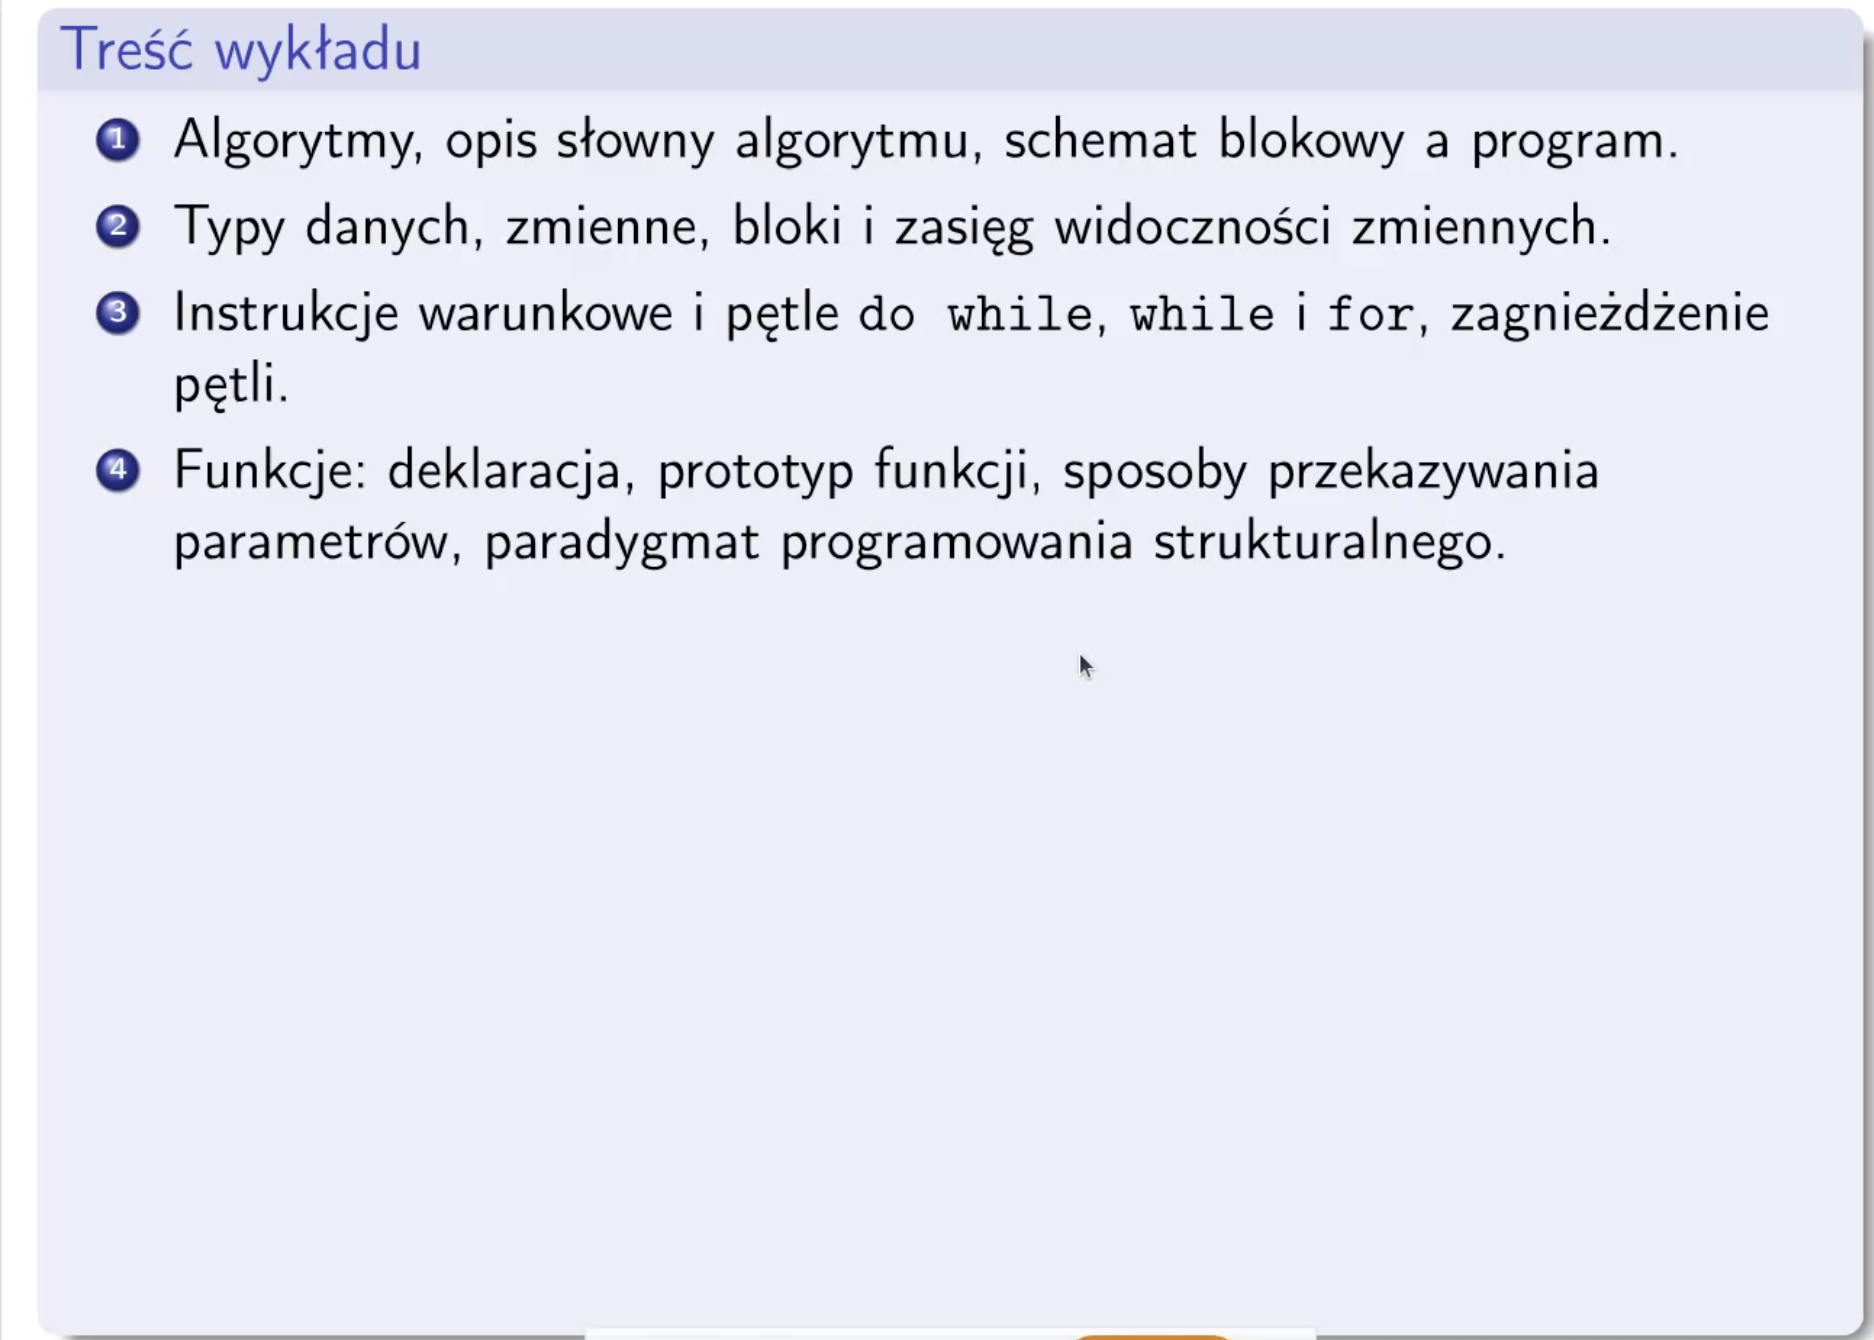 Treść wykładu
1 Algorytmy, opis słowny algorytmu, schemat blokowy a program.
2 Typy danych, zmienne, bloki i zasięg widoczności zmiennych.
3 Instrukcje warunkowe i pętle do while, while i for, zagnieżdżenie
pętli.
4 Funkcje: deklaracja, prototyp funkcji, sposoby przekazywania
parametrów, paradygmat programowania strukturalnego.